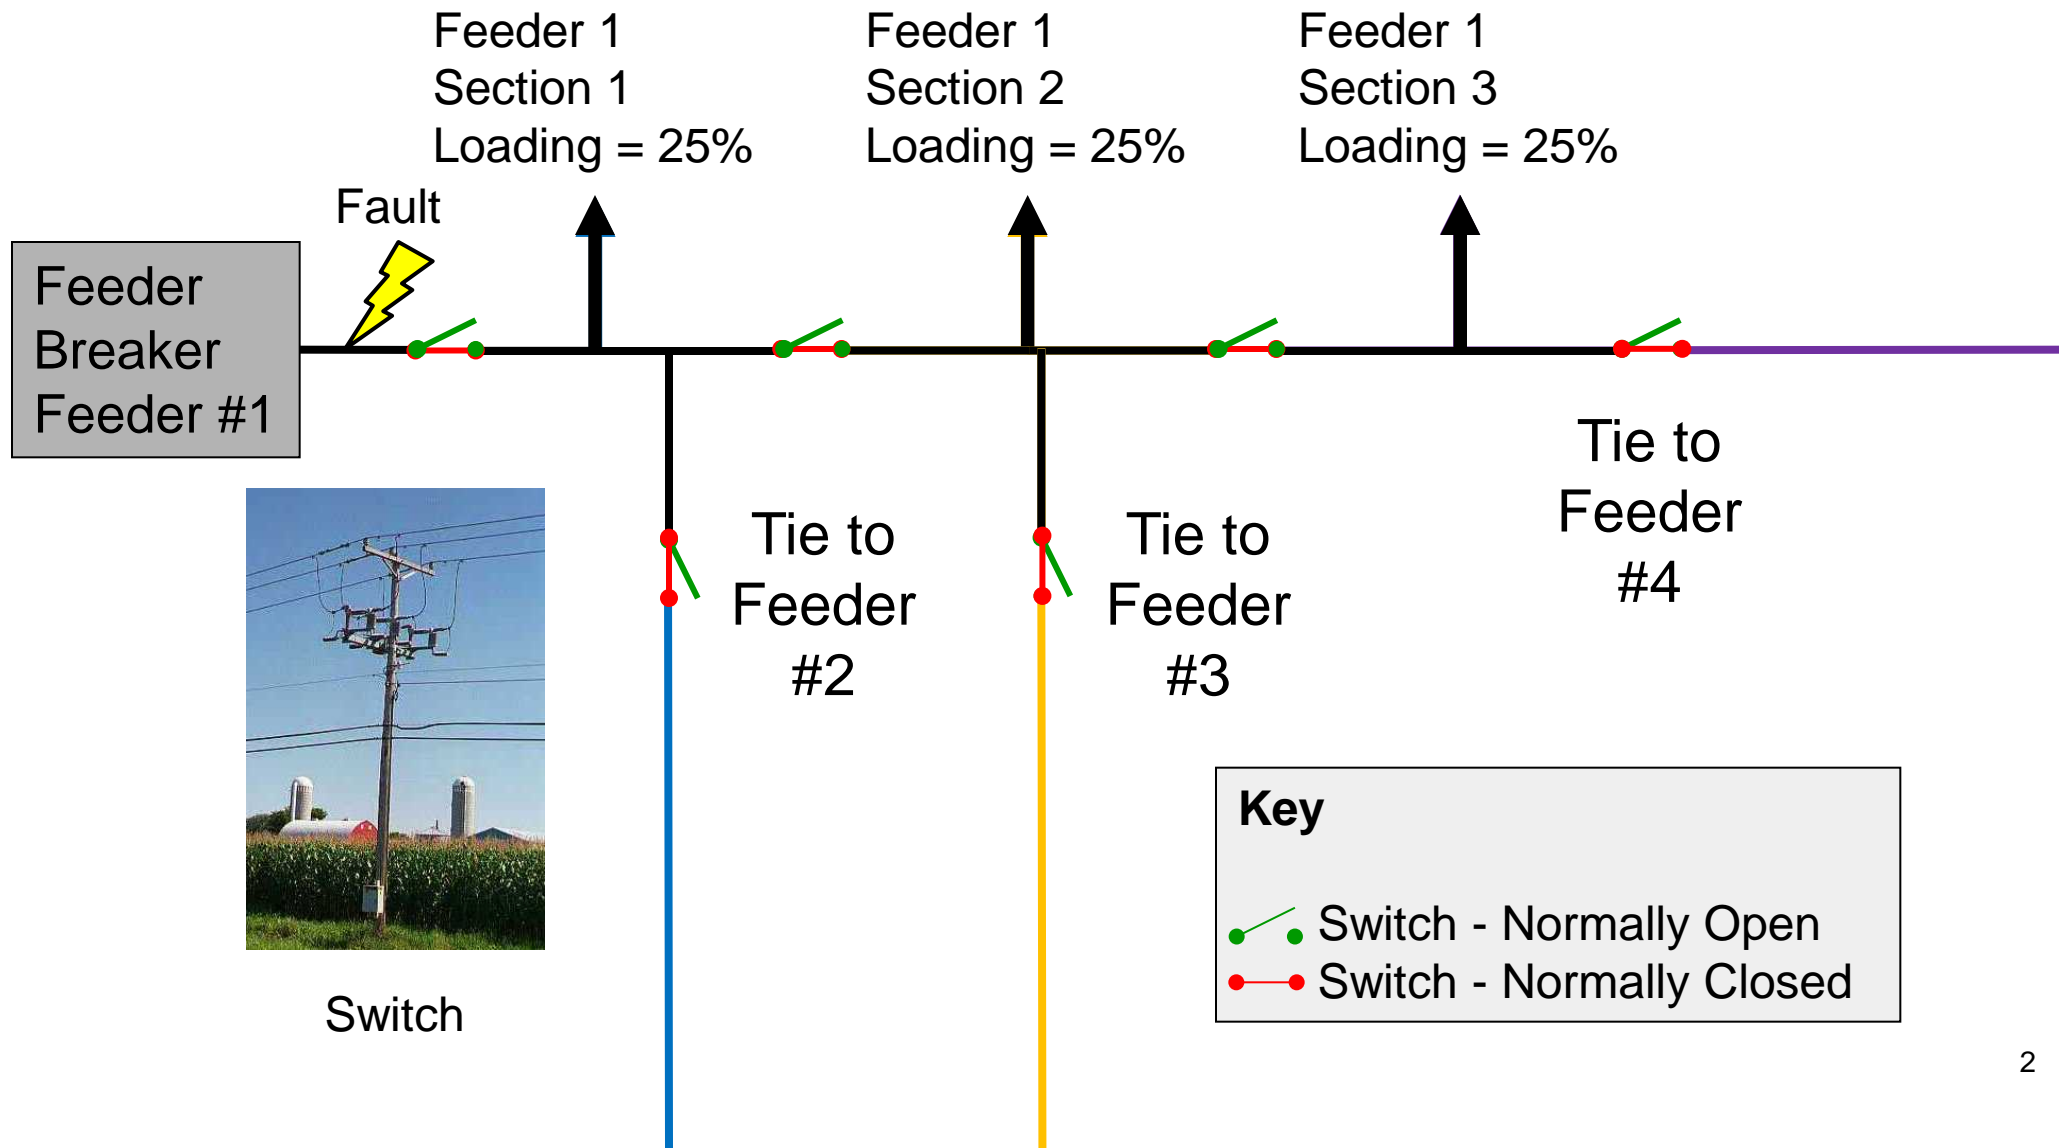 Feeder 1
Section 1
Loading = 25%
Feeder 1
Section 2
Loading = 25%
Feeder 1
Section 3
Loading = 25%
Fault
Feeder
Breaker
Feeder #1
Tie to
Feeder
#2
Tie to
Feeder
#3
Tie to
Feeder
#4
Switch
Key
Switch - Normally Open
Switch - Normally Closed
2